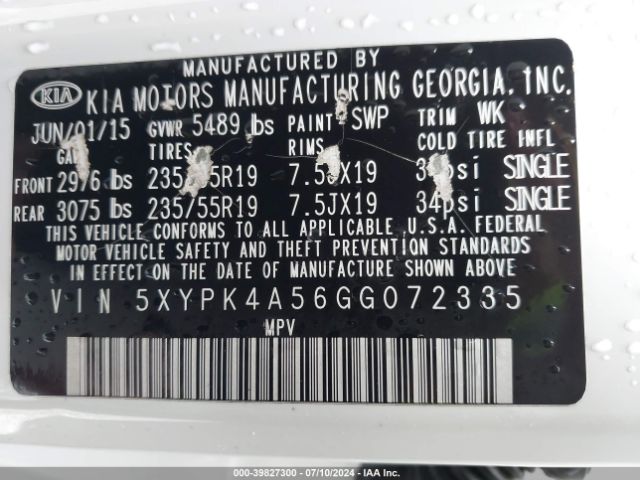 MANUFACTURED BY
KIA KIA MOTORS MANUFACTURING GEORGIA, INC.
JUN/01/15 GVWR 5489 lbs PAINT SWP TRIM WK
TIRES RIMS COLD TIRE INFL
FRONT lbs 19 SINGLE
REAR 3075 lbs 235/55R19 7.5JX19 34psi SINGLE
THIS VEHICLE CONFORMS TO ALL APPLICABLE U.S.A. FEDERAL
MOTOR VEHICLE SAFETY AND THEFT PREVENTION STANDARDS
IN EFFECT ON THE DATE OF MANUFACTURE SHOWN ABOVE
VIN 5XYPK4A56GG072335
MPV
000-39827300 - 07/10/2024 - IAA Inc.